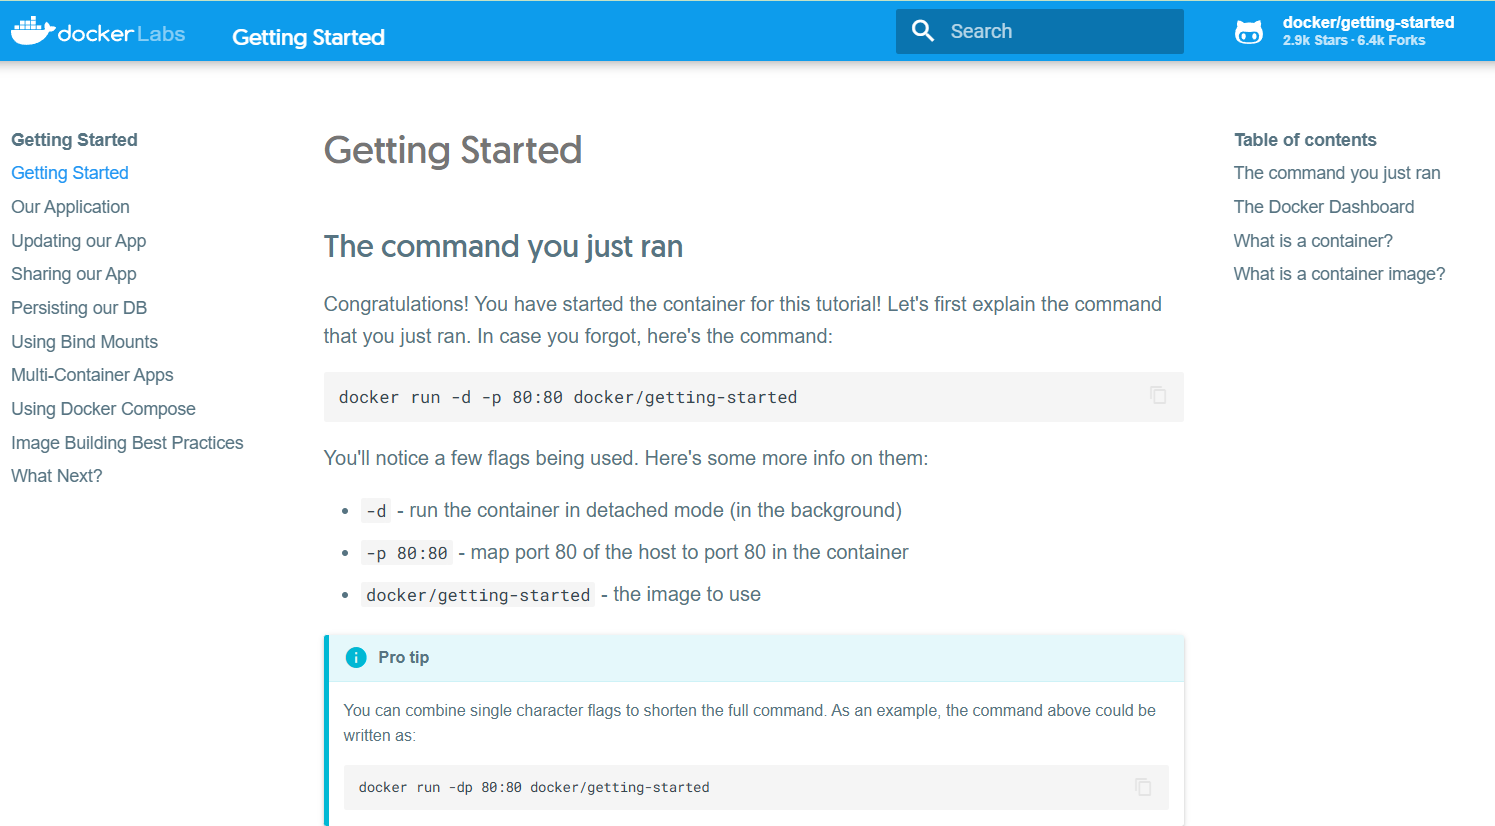 docker Labs
Getting Started
Search
docker/getting-started
2.9k Stars · 6.4k Forks
Getting Started
Getting Started
Our Application
Updating our App
Sharing our App
Persisting our DB
Using Bind Mounts
Multi-Container Apps
Using Docker Compose
Image Building Best Practices
What Next?
Getting Started
The command you just ran
Congratulations! You have started the container for this tutorial! Let's first explain the command
that you just ran. In case you forgot, here's the command:
docker run -d -p 80:80 docker/getting-started
You'll notice a few flags being used. Here's some more info on them:
• -d - run the container in detached mode (in the background)
• -p 80:80 - map port 80 of the host to port 80 in the container
• docker/getting-started - the image to use
Pro tip
You can combine single character flags to shorten the full command. As an example, the command above could be
written as:
docker run -dp 80:80 docker/getting-started
Table of contents
The command you just ran
The Docker Dashboard
What is a container?
What is a container image?